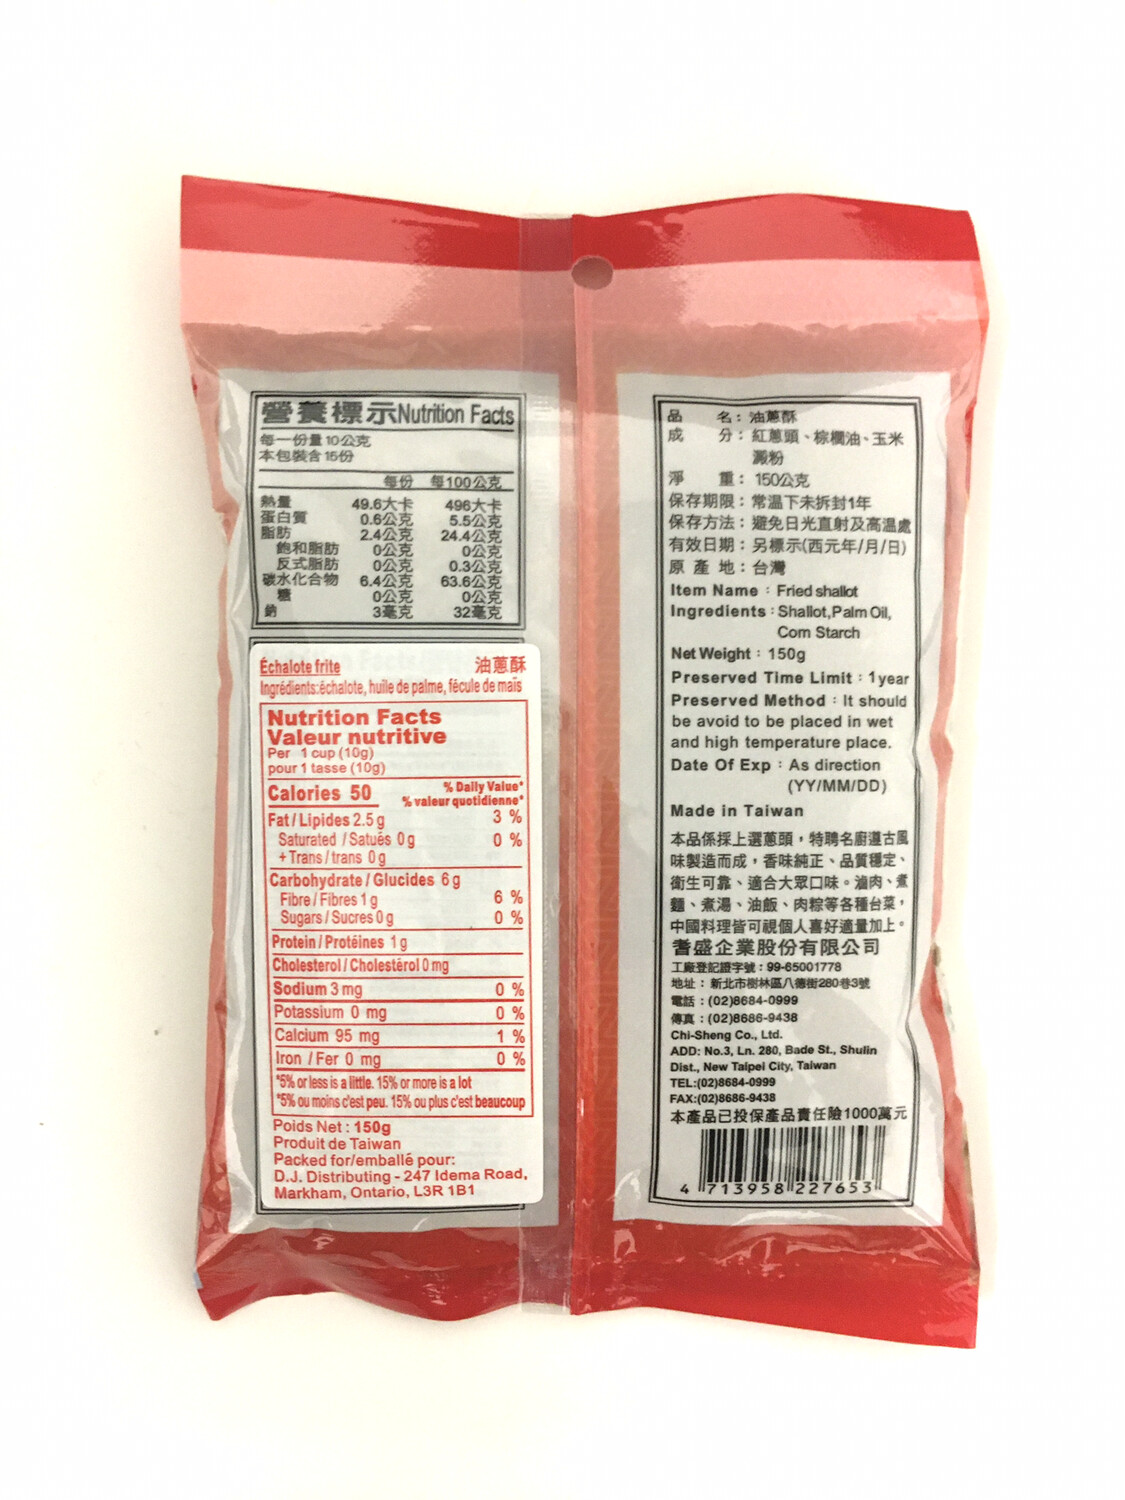 營養標示Nutrition Facts
每一份量10公克
本包裝含15份
每份 每100公克
熱量 49.6大卡 496大卡
蛋白質 0.6公克 5.5公克
脂肪 2.4公克 24.4公克
飽和脂肪 0公克 0公克
反式脂肪 0公克 0.3公克
碳水化合物 6.4公克 63.6公克
糖 0公克 0公克
鈉 3毫克 32毫克
Échalote frite 油蔥酥
Ingrédients:échalote, huile de palme, fécule de maïs
Nutrition Facts
Valeur nutritive
Per 1 cup (10g)
pour 1 tasse (10g)
Calories 50
% Daily Value*
% valeur quotidienne*
Fat / Lipides 2.5 g 3 %
Saturated / Satués 0 g 0 %
+ Trans / trans 0 g
Carbohydrate / Glucides 6 g
Fibre / Fibres 1 g 6 %
Sugars / Sucres 0 g 0 %
Protein / Protéines 1 g
Cholesterol / Cholestérol 0 mg
Sodium 3 mg 0 %
Potassium 0 mg 0 %
Calcium 95 mg 1 %
Iron / Fer 0 mg 0 %
*5% or less is a little. 15% or more is a lot
*5% ou moins c'est peu. 15% ou plus c'est beaucoup
Poids Net : 150g
Produit de Taiwan
Packed for/emballé pour:
D.J. Distributing - 247 Idema Road,
Markham, Ontario, L3R 1B1
品 名：油蔥酥
成 分：紅蔥頭、棕櫚油、玉米
澱粉
淨 重：150公克
保存期限：常溫下未拆封1年
保存方法：避免日光直射及高溫處
有效日期：另標示(西元年/月/日)
原 產 地：台灣
Item Name：Fried shallot
Ingredients：Shallot,Palm Oil,
Corn Starch
Net Weight：150g
Preserved Time Limit：1year
Preserved Method：It should
be avoid to be placed in wet
and high temperature place.
Date Of Exp：As direction
(YY/MM/DD)
Made in Taiwan
本品係採上選蔥頭，特聘名廚遵古風
味製造而成，香味純正、品質穩定、
衛生可靠、適合大眾口味。滷肉、煮
麵、煮湯、油飯、肉粽等各種台菜，
中國料理皆可視個人喜好適量加上。
耆盛企業股份有限公司
工廠登記證字號：99-65001778
地址：新北市樹林區八德街280巷3號
電話：(02)8684-0999
傳真：(02)8686-9438
Chi-Sheng Co., Ltd.
ADD: No.3, Ln. 280, Bade St., Shulin
Dist., New Taipei City, Taiwan
TEL:(02)8684-0999
FAX:(02)8686-9438
本產品已投保產品責任險1000萬元
4 713958 227653